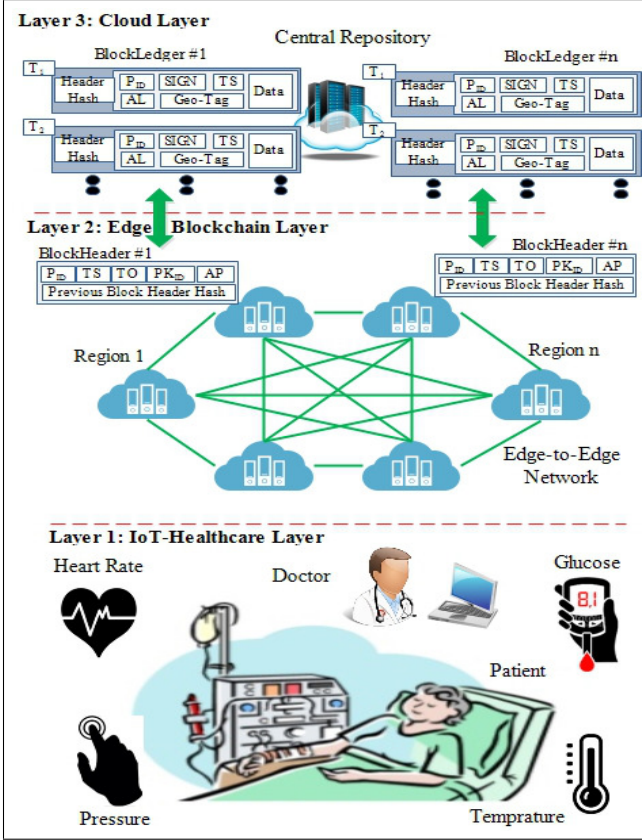 Layer 3: Cloud Layer
Central Repository
BlockLedger #1
T1
Header Hash
PID SIGN TS
AL Geo-Tag
Data
T2
Header Hash
PID SIGN TS
AL Geo-Tag
Data
BlockLedger #n
T1
Header Hash
PID SIGN TS
AL Geo-Tag
Data
T2
Header Hash
PID SIGN TS
AL Geo-Tag
Data
Layer 2: Edge Blockchain Layer
BlockHeader #1
PID TS TO PKID AP
Previous Block Header Hash
BlockHeader #n
PID TS TO PKID AP
Previous Block Header Hash
Region 1
Region n
Edge-to-Edge
Network
Layer 1: IoT-Healthcare Layer
Heart Rate
Doctor
Glucose
8,1
Patient
Pressure
Temprature